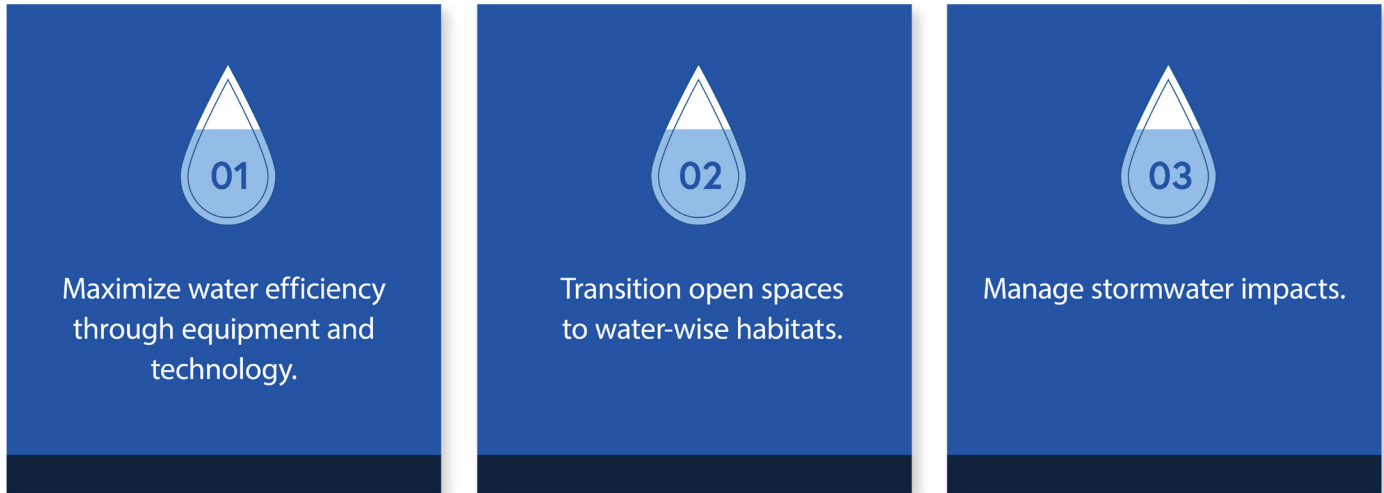 01
Maximize water efficiency
through equipment and
technology.
02
Transition open spaces
to water-wise habitats.
03
Manage stormwater impacts.